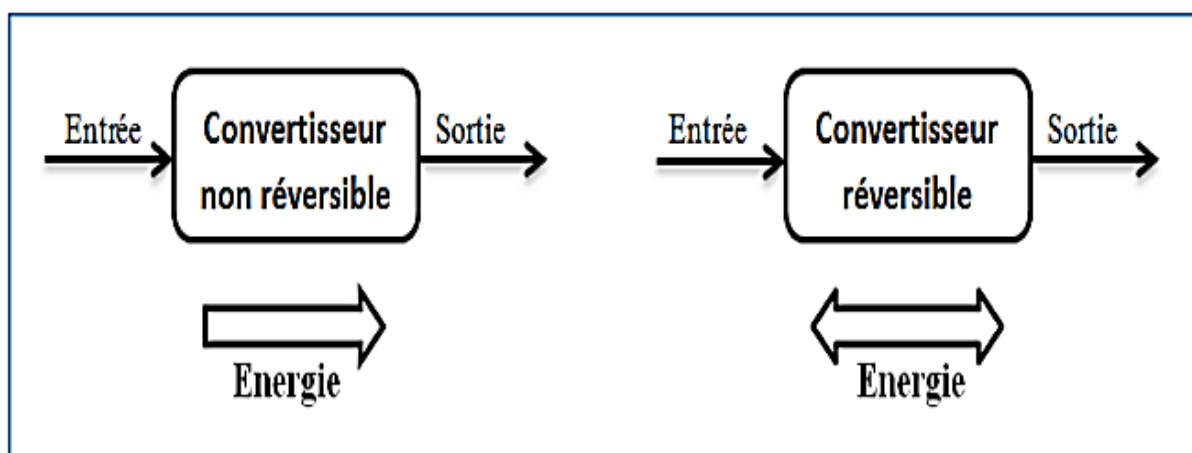 Entrée
Convertisseur
non réversible
Sortie
Energie
Entrée
Convertisseur
réversible
Sortie
Energie